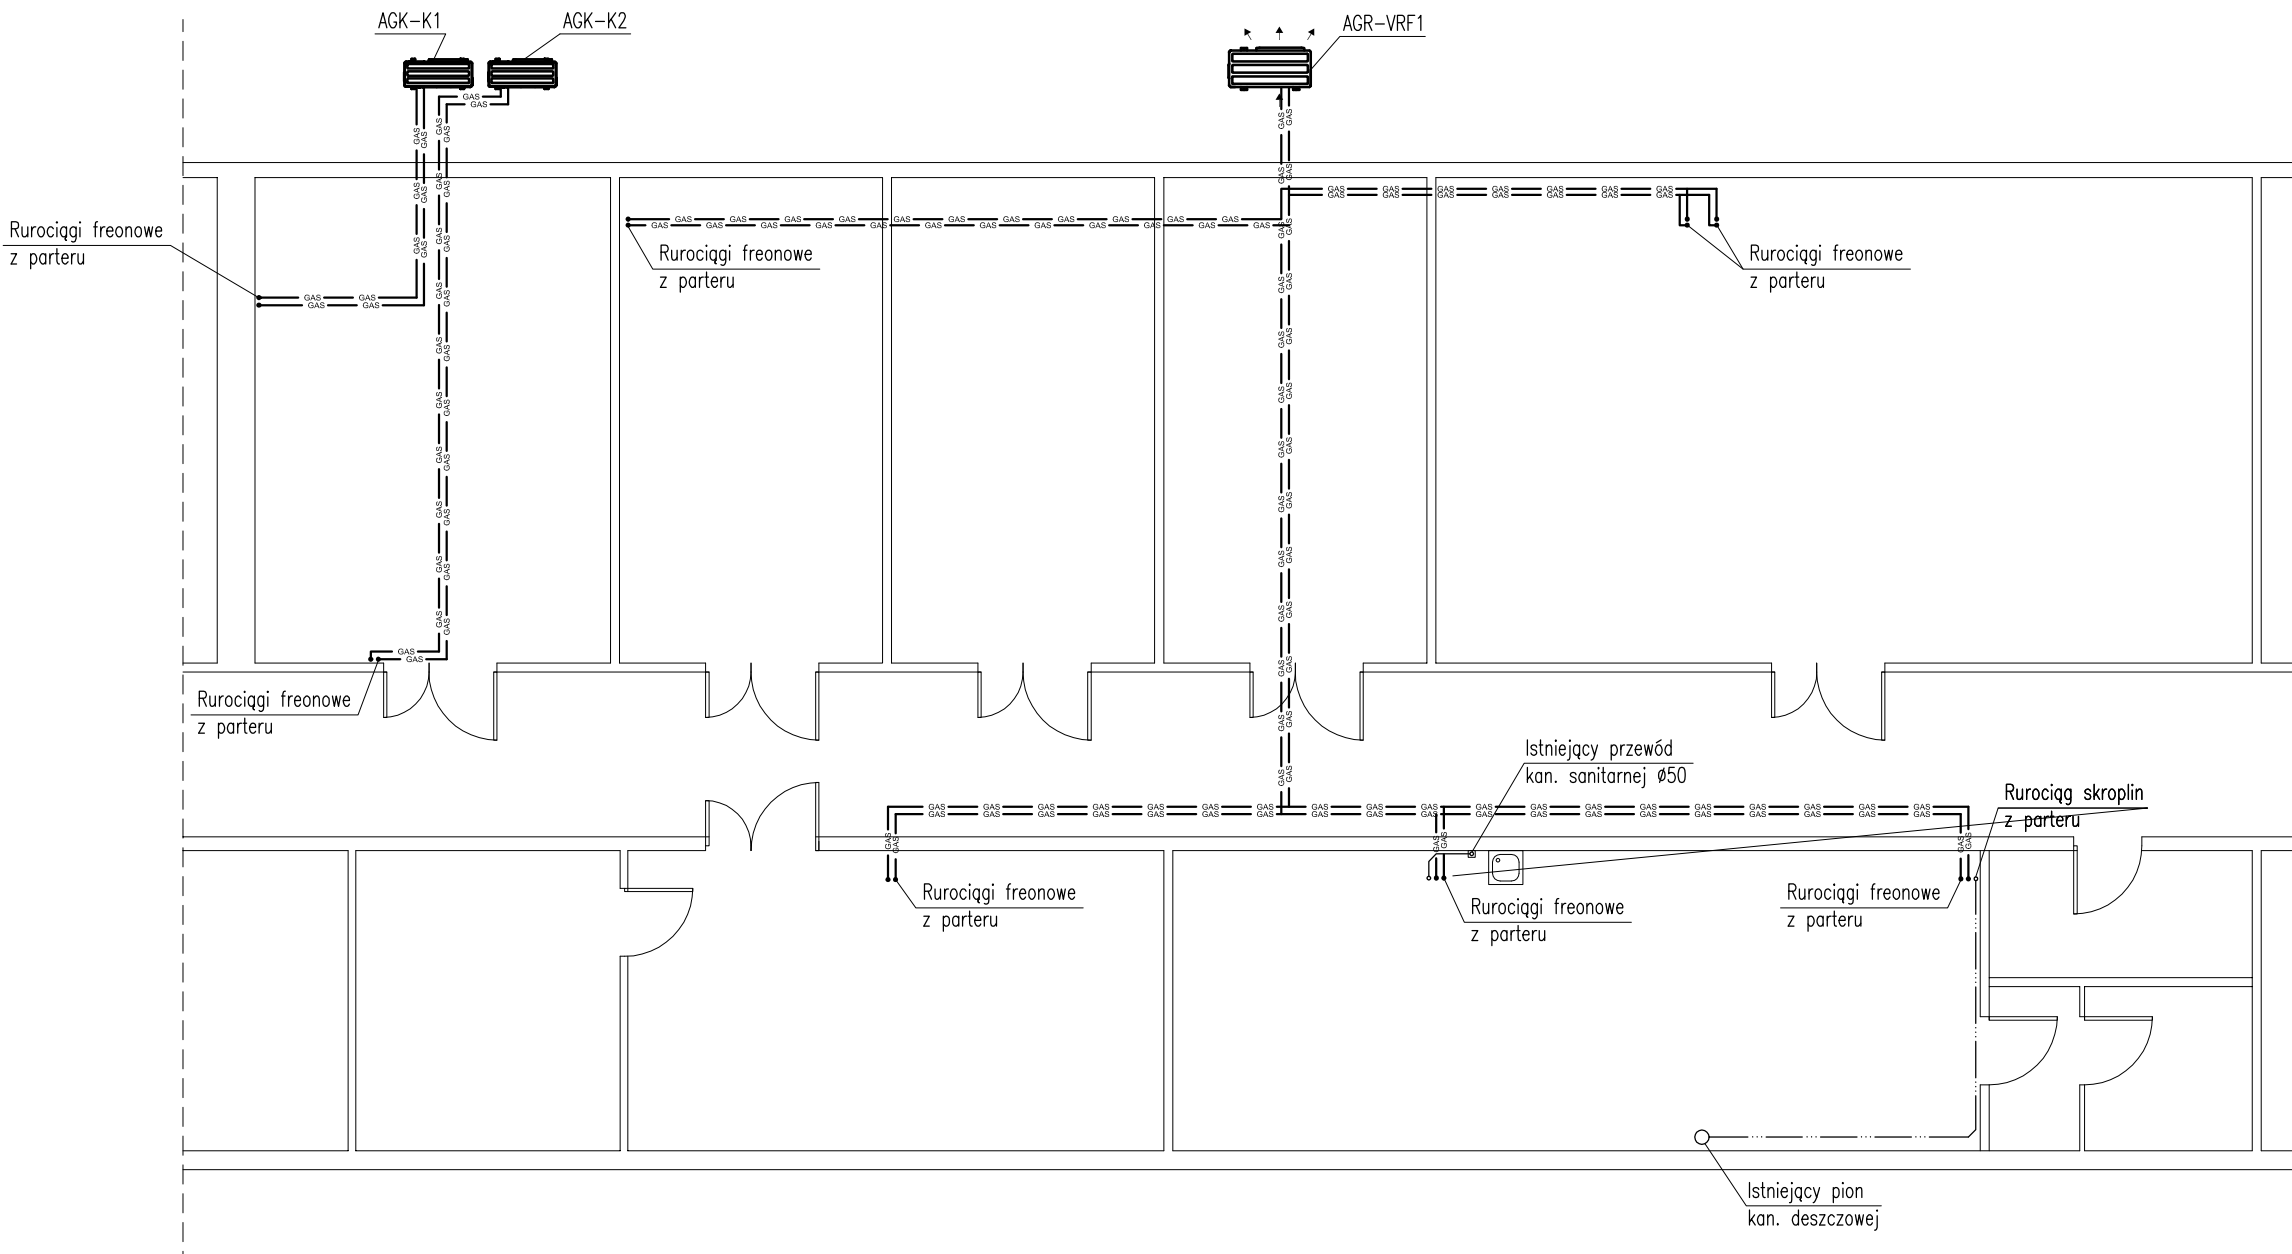 AGK-K1
AGK-K2
AGR-VRF1
GAS
GAS
Rurociągi freonowe
z parteru
Rurociągi freonowe
z parteru
Rurociągi freonowe
z parteru
Rurociągi freonowe
z parteru
Istniejący przewód
kan. sanitarnej Ø50
Rurociąg skroplin
z parteru
Rurociągi freonowe
z parteru
Rurociągi freonowe
z parteru
Rurociągi freonowe
z parteru
Istniejący pion
kan. deszczowej